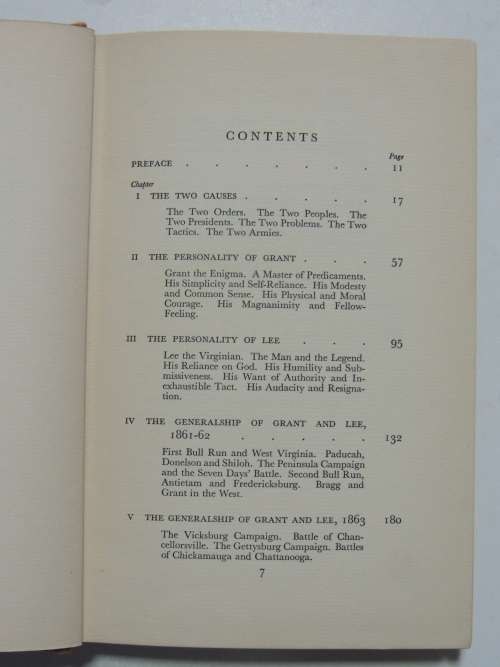 CONTENTS
Page
PREFACE . . . . . . . 11
Chapter
I THE TWO CAUSES . . . . . 17
The Two Orders. The Two Peoples. The
Two Presidents. The Two Problems. The Two
Tactics. The Two Armies.
II THE PERSONALITY OF GRANT . . . 57
Grant the Enigma. A Master of Predicaments.
His Simplicity and Self-Reliance. His Modesty
and Common Sense. His Physical and Moral
Courage. His Magnanimity and Fellow-
Feeling.
III THE PERSONALITY OF LEE . . . 95
Lee the Virginian. The Man and the Legend.
His Reliance on God. His Humility and Sub-
missiveness. His Want of Authority and In-
exhaustible Tact. His Audacity and Resigna-
tion.
IV THE GENERALSHIP OF GRANT AND LEE,
1861-62 . . . . . 132
First Bull Run and West Virginia. Paducah,
Donelson and Shiloh. The Peninsula Campaign
and the Seven Days' Battle. Second Bull Run,
Antietam and Fredericksburg. Bragg and
Grant in the West.
V THE GENERALSHIP OF GRANT AND LEE, 1863 180
The Vicksburg Campaign. Battle of Chan-
cellorsville. The Gettysburg Campaign. Battles
of Chickamauga and Chattanooga.
7